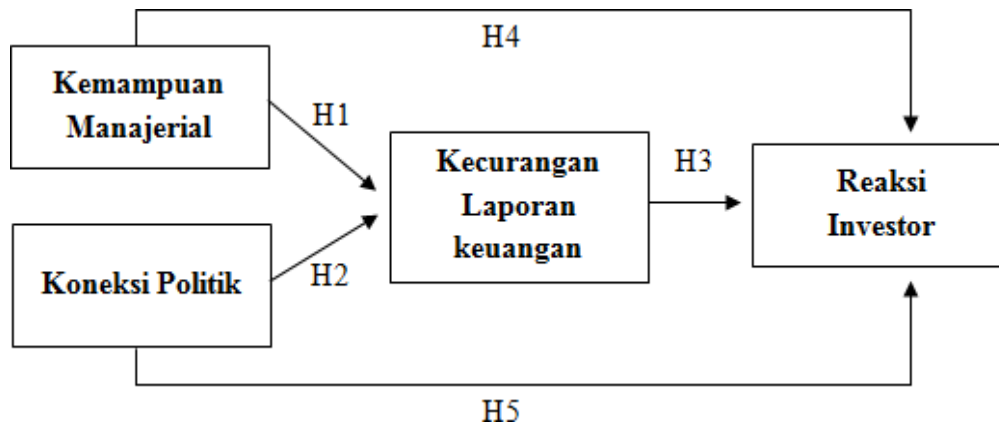 H4
Kemampuan
Manajerial
H1
Kecurangan
Laporan
keuangan
H3
Reaksi
Investor
Koneksi Politik
H2
H5